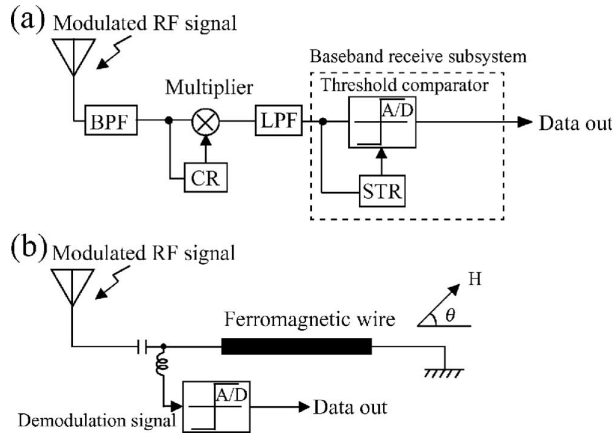 (a)
Modulated RF signal
Baseband receive subsystem
Multiplier
Threshold comparator
BPF
LPF
A/D
Data out
CR
STR
(b)
Modulated RF signal
H
θ
Ferromagnetic wire
A/D
Data out
Demodulation signal